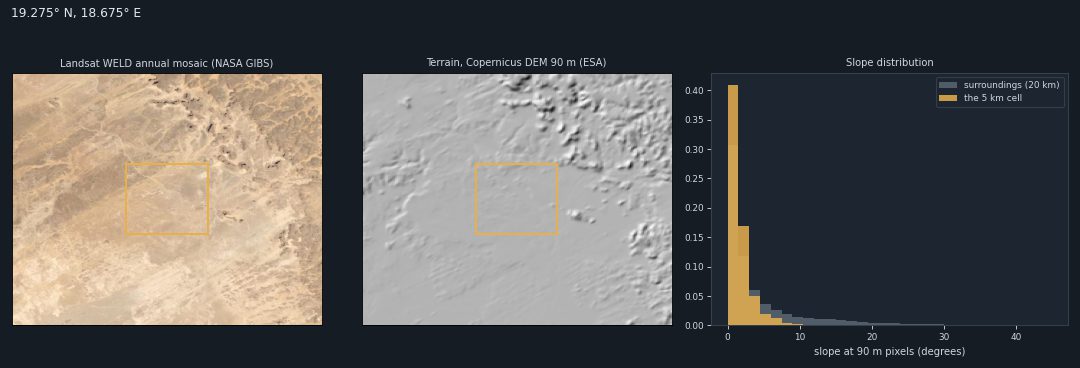 19.275° N, 18.675° E
Landsat WELD annual mosaic (NASA GIBS)
Terrain, Copernicus DEM 90 m (ESA)
Slope distribution
surroundings (20 km)
the 5 km cell
0.40
0.35
0.30
0.25
0.20
0.15
0.10
0.05
0.00
0 10 20 30 40
slope at 90 m pixels (degrees)